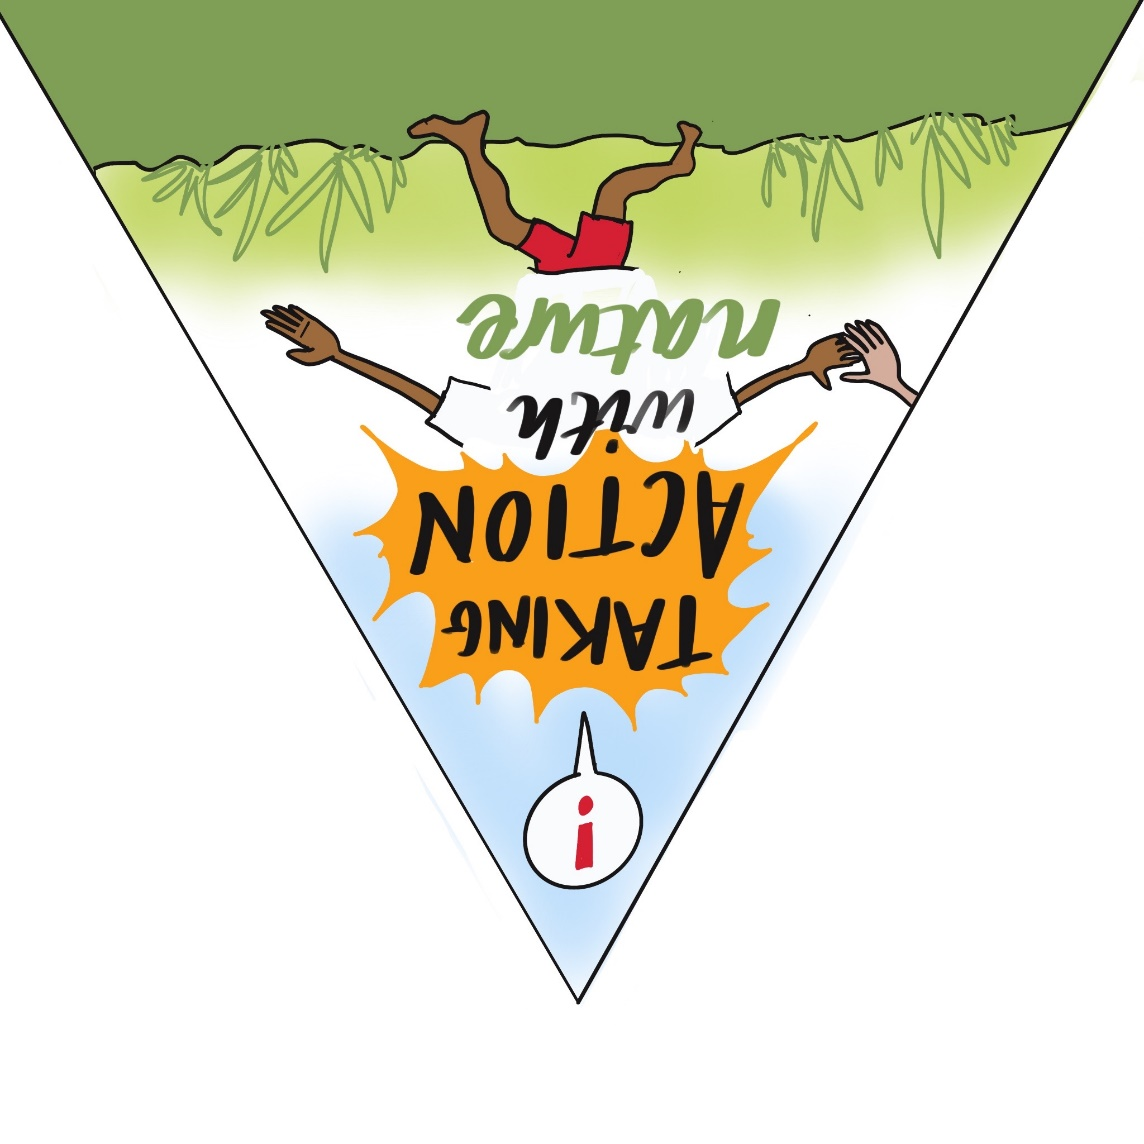 !
TAKING
ACTION
with
nature